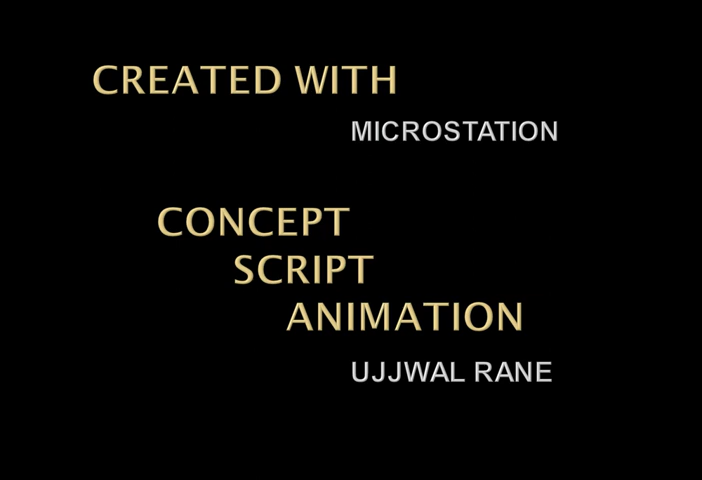 CREATED WITH
MICROSTATION
CONCEPT
SCRIPT
ANIMATION
UJJWAL RANE